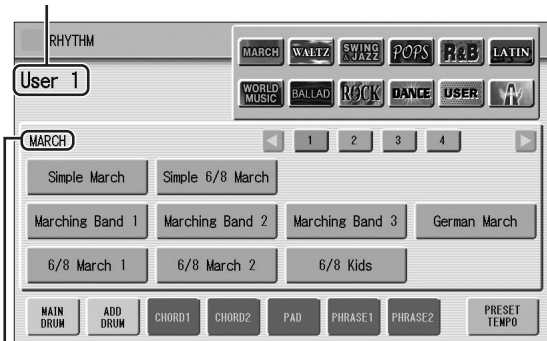 RHYTHM
MARCH WALTZ SWING & JAZZ POPS R&B LATIN
User 1
WORLD MUSIC BALLAD ROCK DANCE USER
MARCH 1 2 3 4
Simple March Simple 6/8 March
Marching Band 1 Marching Band 2 Marching Band 3 German March
6/8 March 1 6/8 March 2 6/8 Kids
MAIN DRUM ADD DRUM CHORD1 CHORD2 PAD PHRASE1 PHRASE2 PRESET TEMPO